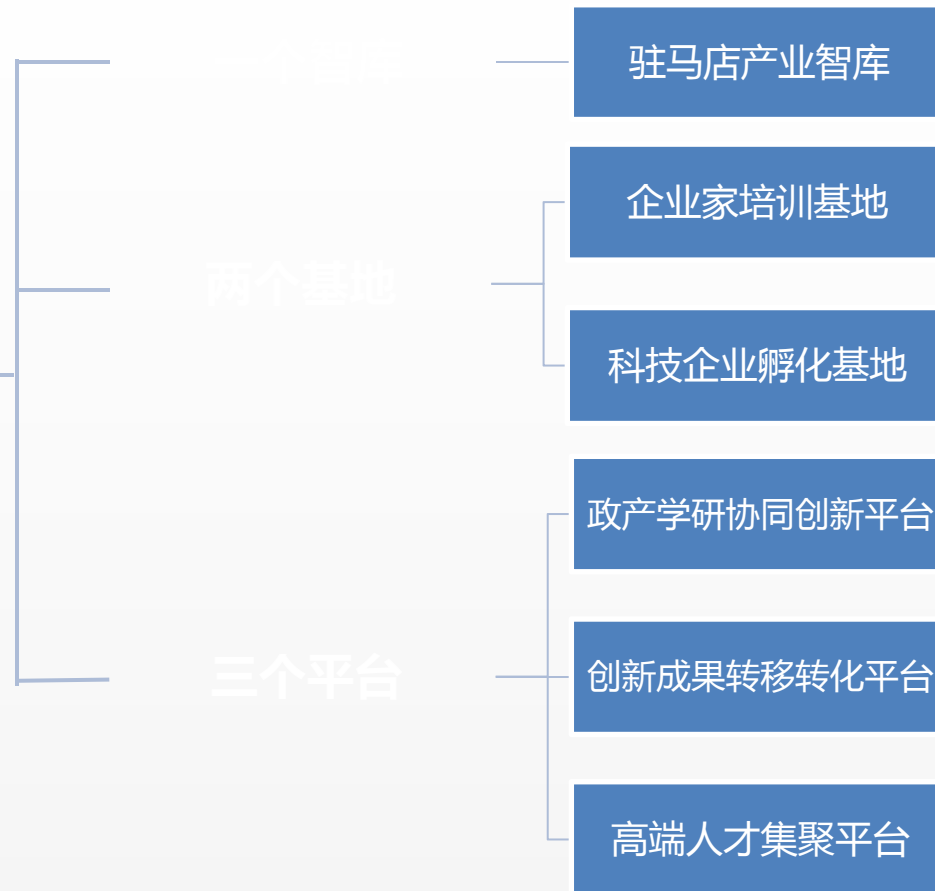 驻马店产业智库
企业家培训基地
两个基地
科技企业孵化基地
政产学研协同创新平台
三个平台
创新成果转移转化平台
高端人才集聚平台